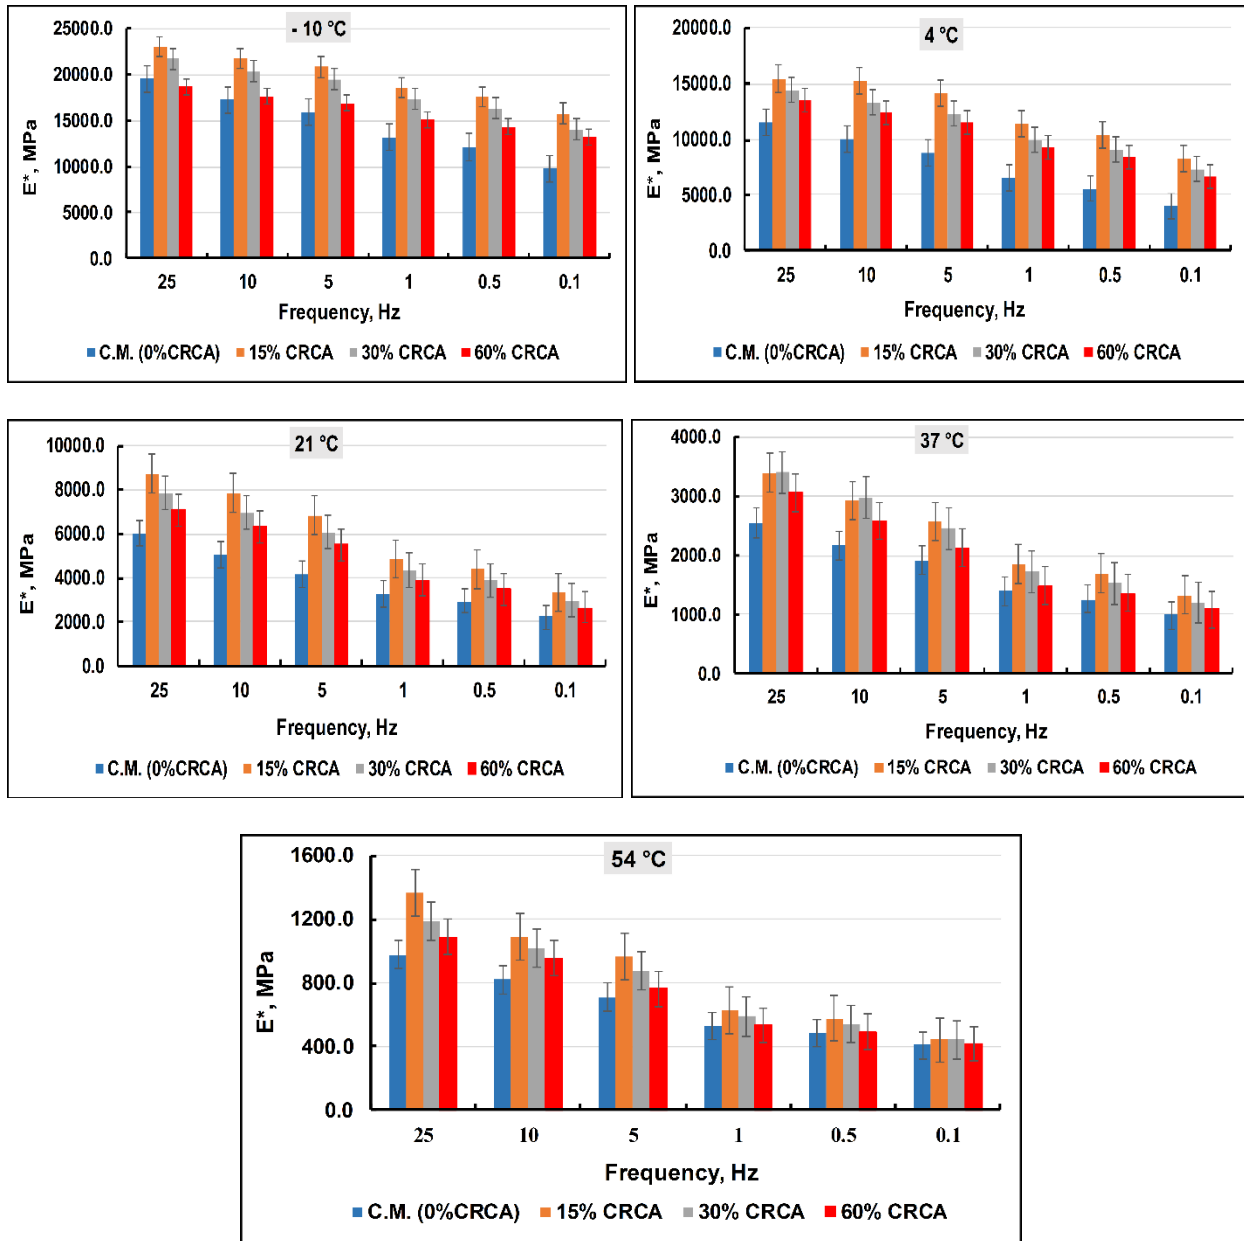 - 10 °C
E*, MPa
25000.0
20000.0
15000.0
10000.0
5000.0
0.0
25 10 5 1 0.5 0.1
Frequency, Hz
C.M. (0%CRCA) 15% CRCA 30% CRCA 60% CRCA
4 °C
E*, MPa
20000.0
15000.0
10000.0
5000.0
0.0
25 10 5 1 0.5 0.1
Frequency, Hz
C.M. (0%CRCA) 15% CRCA 30% CRCA 60% CRCA
21 °C
E*, MPa
10000.0
8000.0
6000.0
4000.0
2000.0
0.0
25 10 5 1 0.5 0.1
Frequency, Hz
C.M. (0%CRCA) 15% CRCA 30% CRCA 60% CRCA
37 °C
E*, MPa
4000.0
3000.0
2000.0
1000.0
0.0
25 10 5 1 0.5 0.1
Frequency, Hz
C.M. (0%CRCA) 15% CRCA 30% CRCA 60% CRCA
54 °C
E*, MPa
1600.0
1200.0
800.0
400.0
0.0
25 10 5 1 0.5 0.1
Frequency, Hz
C.M. (0%CRCA) 15% CRCA 30% CRCA 60% CRCA